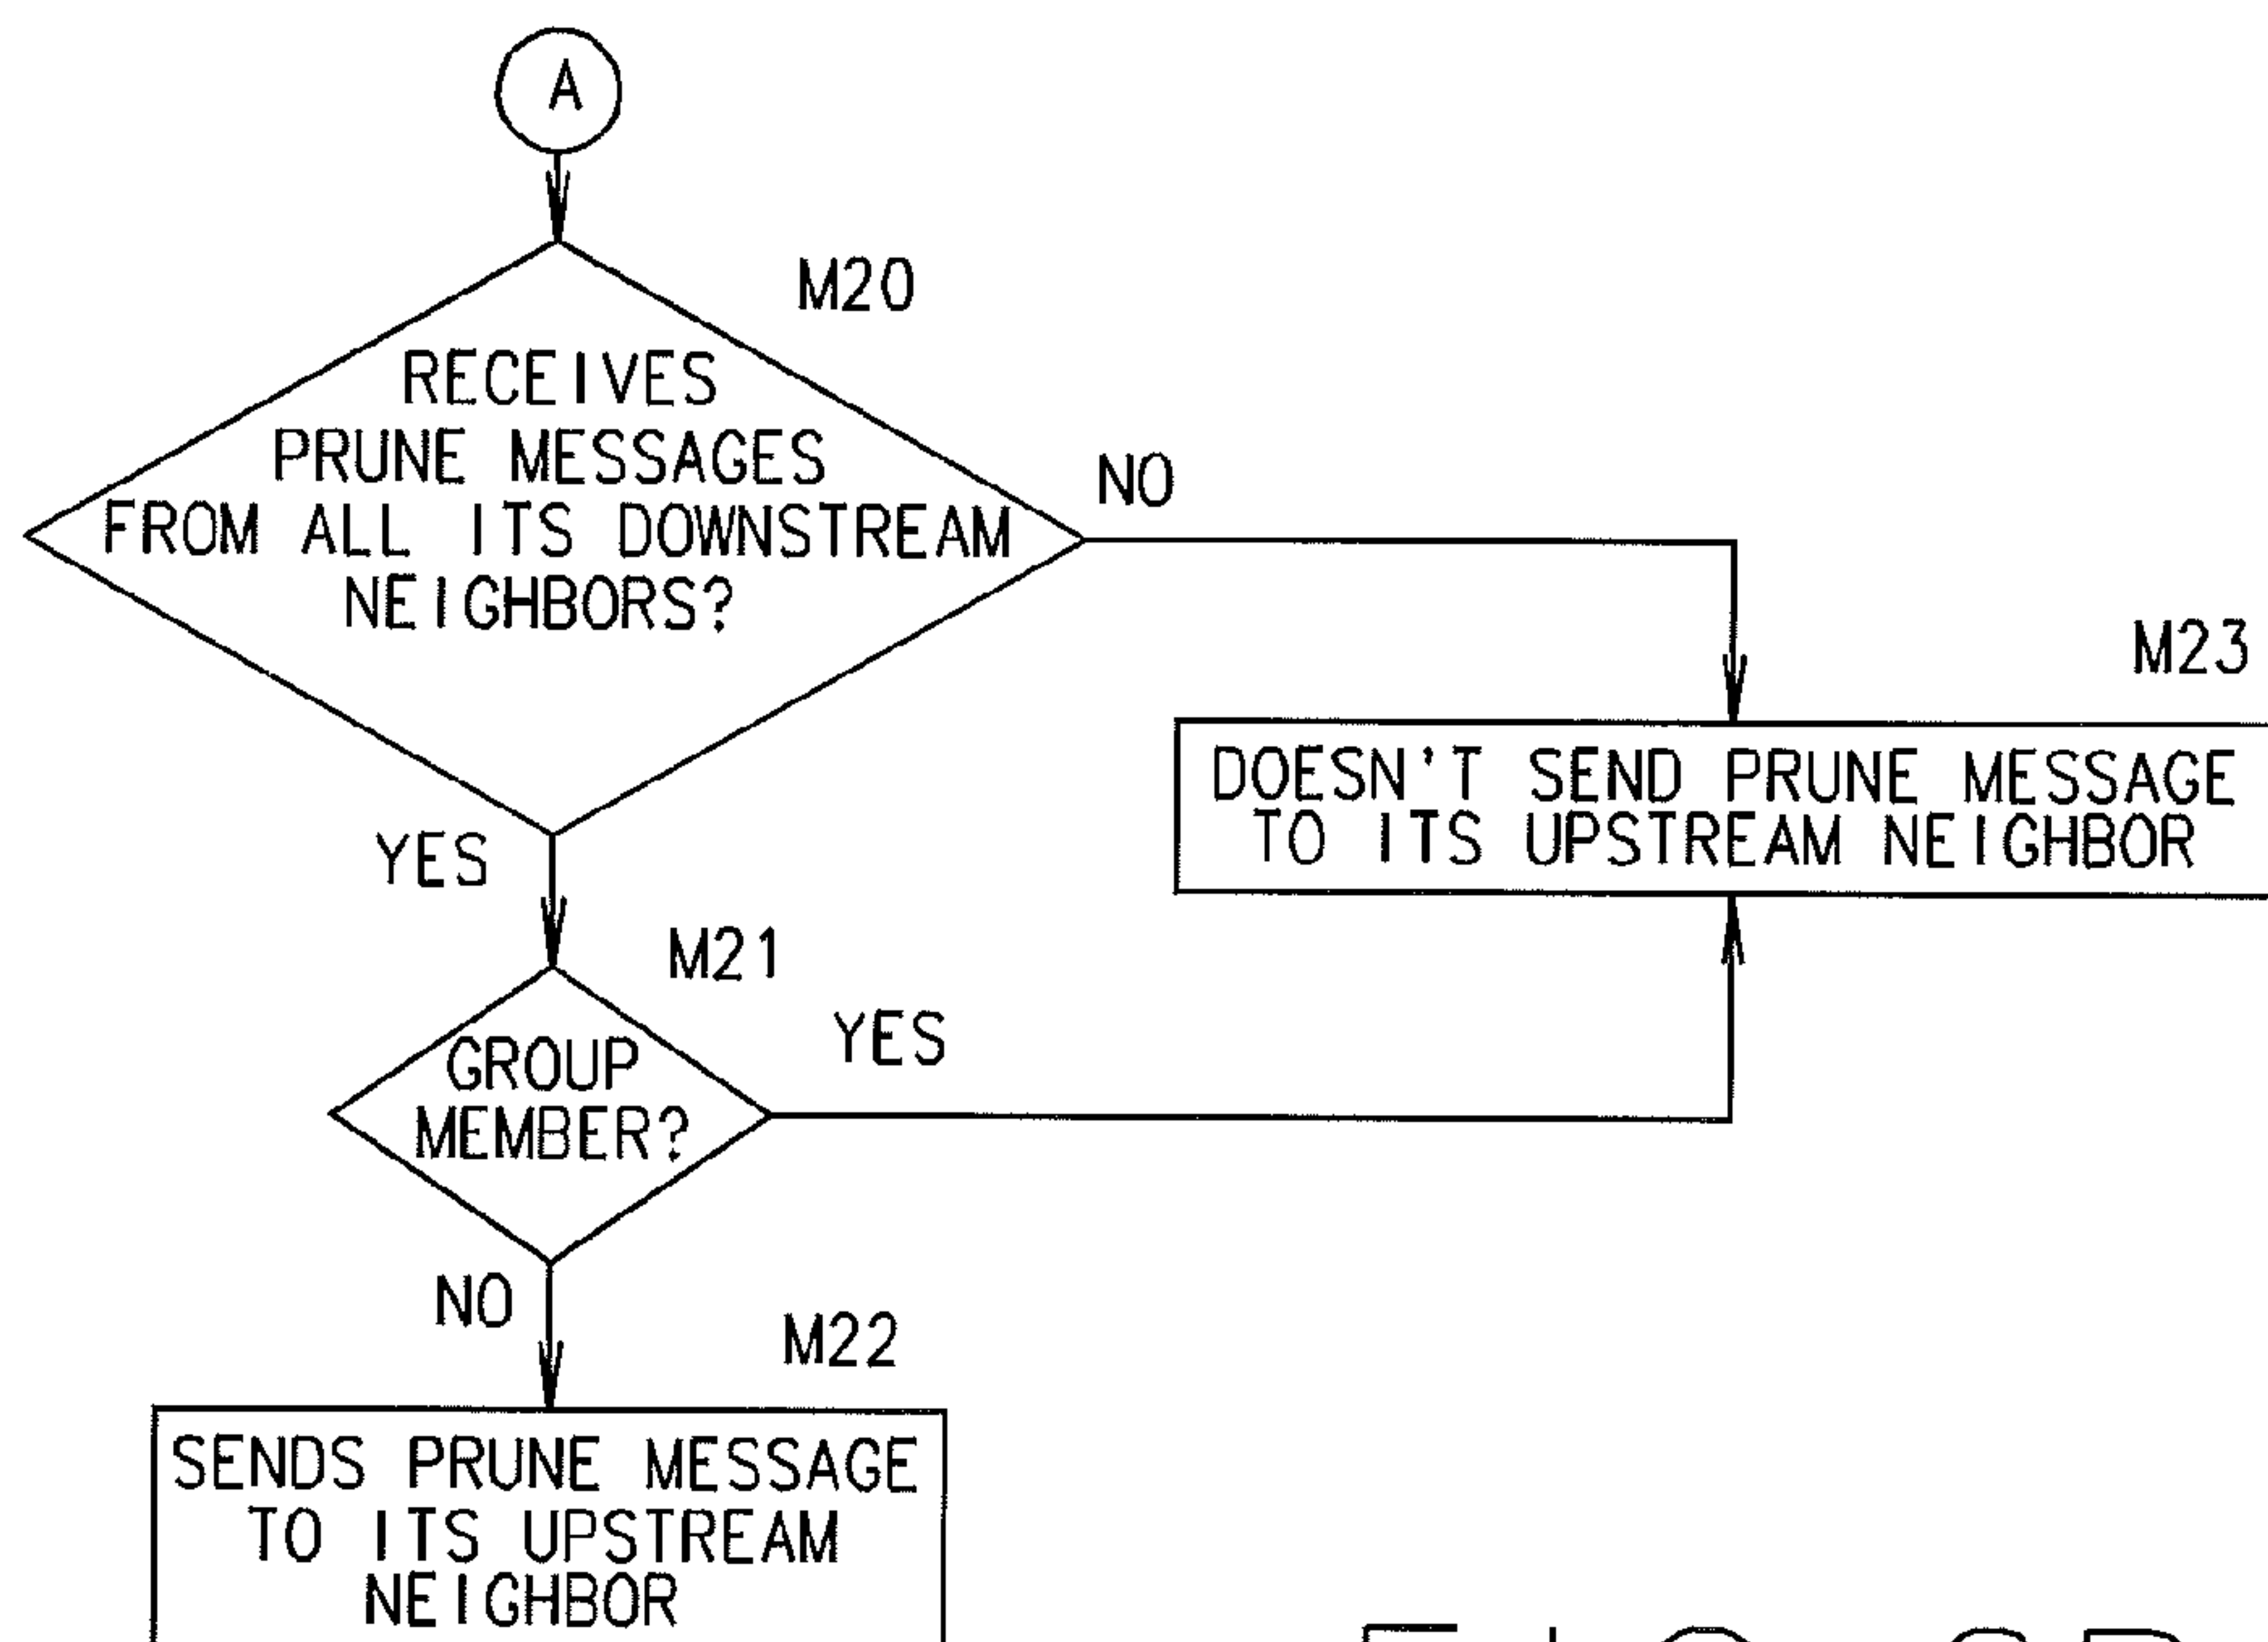 A
M20
RECEIVES
PRUNE MESSAGES
FROM ALL ITS DOWNSTREAM
NEIGHBORS?
NO
M23
DOESN'T SEND PRUNE MESSAGE
TO ITS UPSTREAM NEIGHBOR
YES
M21
GROUP
MEMBER?
YES
NO
M22
SENDS PRUNE MESSAGE
TO ITS UPSTREAM
NEIGHBOR